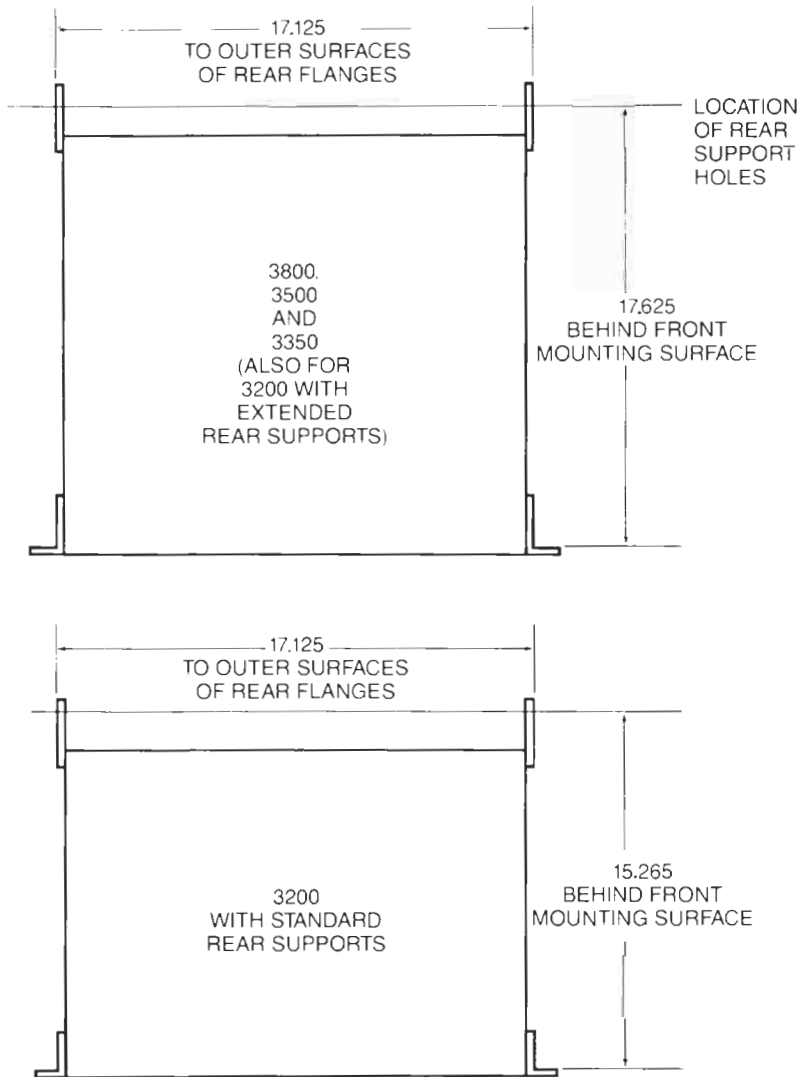 17.125
TO OUTER SURFACES
OF REAR FLANGES
LOCATION
OF REAR
SUPPORT
HOLES
3800.
3500
AND
3350
(ALSO FOR
3200 WITH
EXTENDED
REAR SUPPORTS)
17.625
BEHIND FRONT
MOUNTING SURFACE
17.125
TO OUTER SURFACES
OF REAR FLANGES
3200
WITH STANDARD
REAR SUPPORTS
15.265
BEHIND FRONT
MOUNTING SURFACE